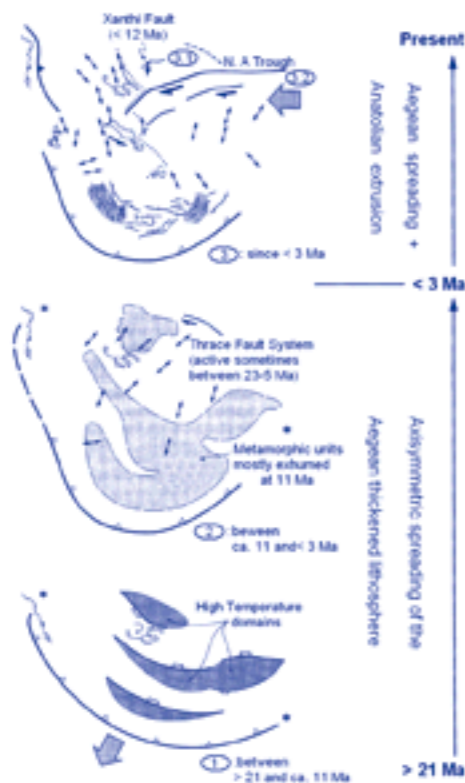 Xanthi Fault
(< 12 Ma)
3.1
N. A Trough
3.2
Present
Aegean spreading +
Anatolian extrusion
3 : since < 3 Ma
< 3 Ma
Thrace Fault System
(active sometimes
between 23-5 Ma)
Metamorphic units
mostly exhumed
at 11 Ma
2 : beween
ca. 11 and< 3 Ma
Axisymmetric spreading of the
Aegean thickened lithosphere
High Temperature
domains
1 : between
> 21 and ca. 11 Ma
> 21 Ma